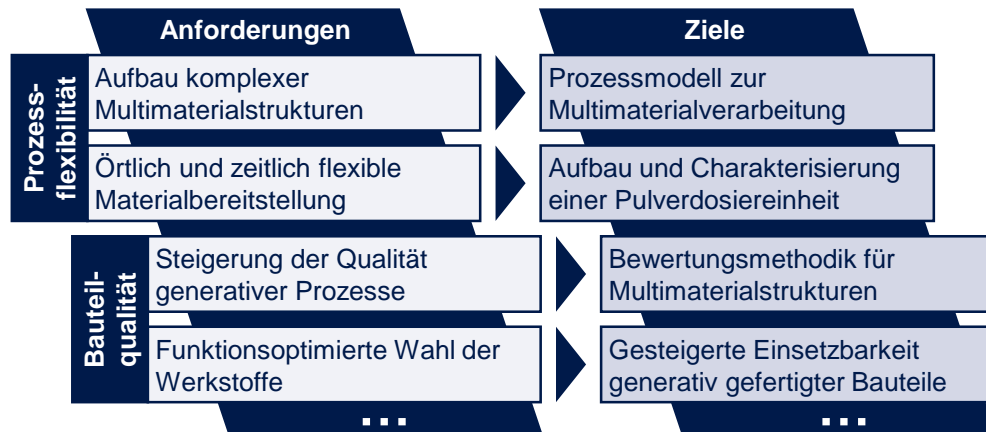 Anforderungen
Ziele
Prozess-
flexibilität
Aufbau komplexer
Multimaterialstrukturen
Prozessmodell zur
Multimaterialverarbeitung
Örtlich und zeitlich flexible
Materialbereitstellung
Aufbau und Charakterisierung
einer Pulverdosiereinheit
Bauteil-
qualität
Steigerung der Qualität
generativer Prozesse
Bewertungsmethodik für
Multimaterialstrukturen
Funktionsoptimierte Wahl der
Werkstoffe
Gesteigerte Einsetzbarkeit
generativ gefertigter Bauteile
...
...